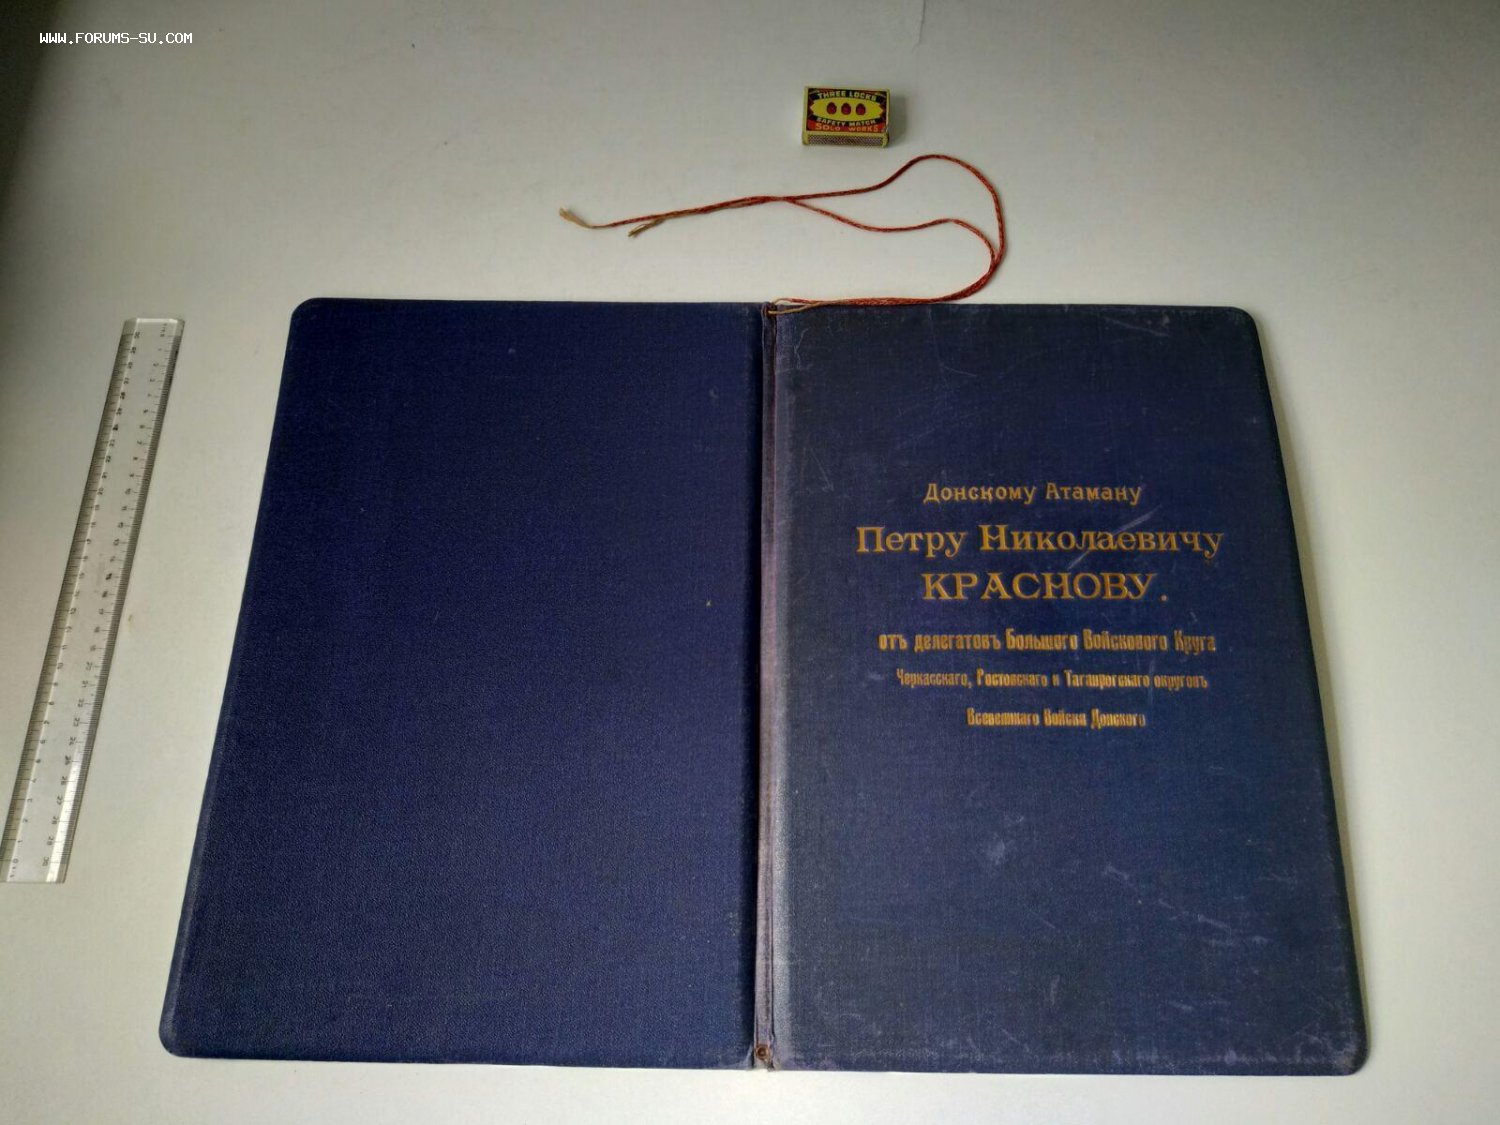 WWW.FORUMS-SU.COM
THREE LOCKS
SAFETY MATCH
SOLO WORKS
Донскому Атаману
Петру Николаевичу
КРАСНОВУ.
отъ делегатовъ Большого Войскового Круга
Черкасскаго, Ростовскаго и Таганрогскаго округовъ
Всевеликаго Войска Донского